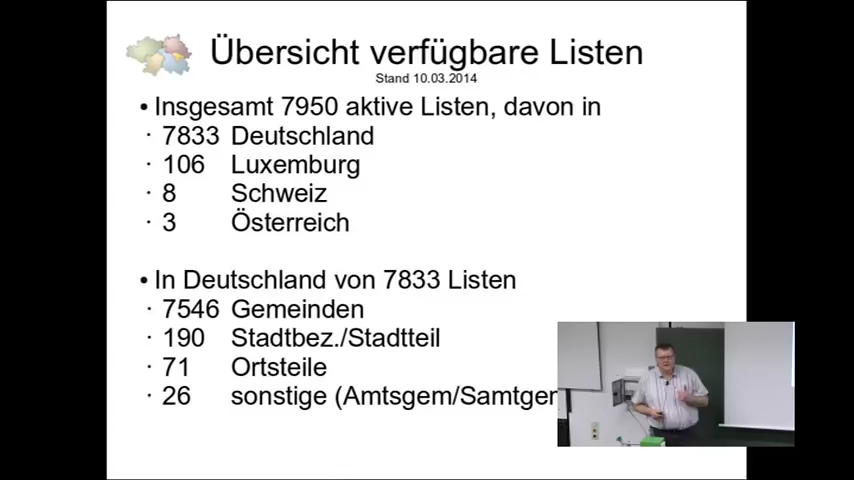 Übersicht verfügbare Listen
Stand 10.03.2014
• Insgesamt 7950 aktive Listen, davon in
· 7833 Deutschland
· 106 Luxemburg
· 8 Schweiz
· 3 Österreich
• In Deutschland von 7833 Listen
· 7546 Gemeinden
· 190 Stadtbez./Stadtteil
· 71 Ortsteile
· 26 sonstige (Amtsgem/Samtgem